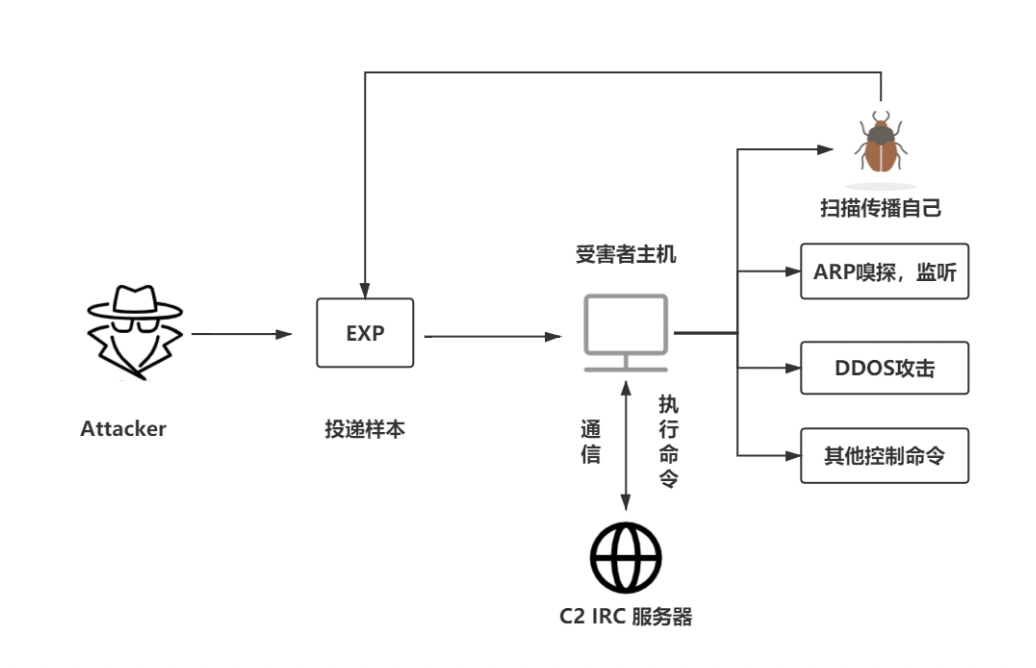 扫描传播自己
受害者主机
ARP嗅探，监听
EXP
DDOS攻击
Attacker
投递样本
通信
执行命令
其他控制命令
C2 IRC 服务器